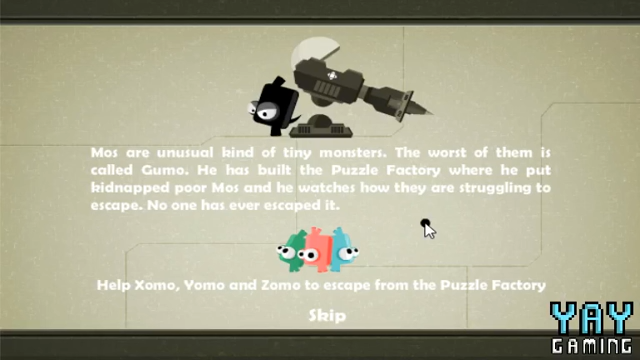 Mos are unusual kind of tiny monsters. The worst of them is
called Gumo. He has built the Puzzle Factory where he put
kidnapped poor Mos and he watches how they are struggling to
escape. No one has ever escaped it.
Help Xomo, Yomo and Zomo to escape from the Puzzle Factory
Skip
YAY
GAMING